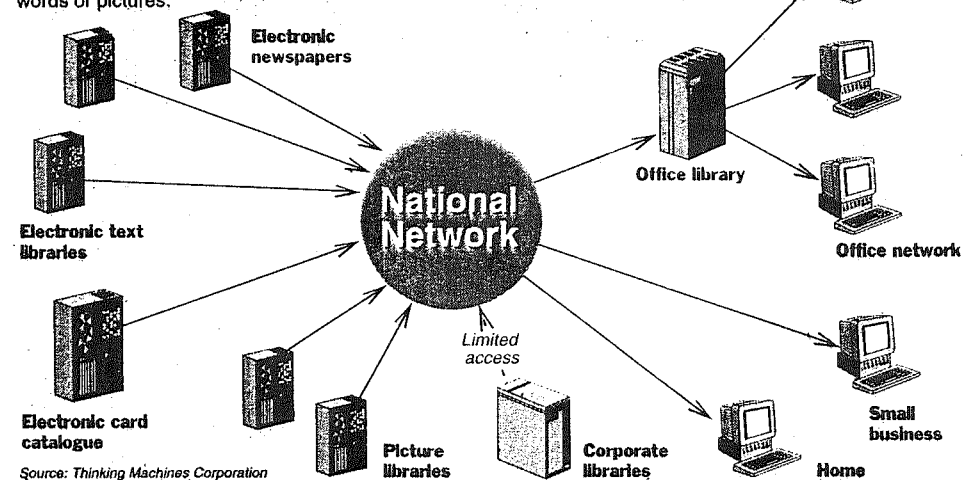 words or pictures.
Electronic
newspapers
Office library
National
Network
Electronic text
libraries
Office network
Limited
access
Electronic card
catalogue
Picture
libraries
Corporate
libraries
Small
business
Home
Source: Thinking Machines Corporation